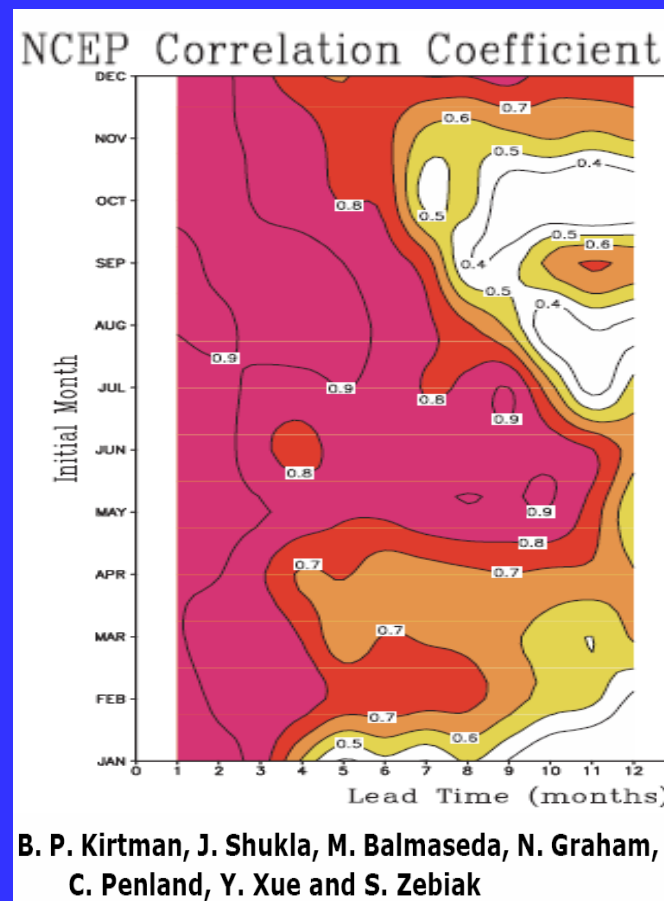 NCEP Correlation Coefficient
DEC
0.7
0.6
NOV
0.5
0.4
0.8
OCT
0.5
0.5
0.6
SEP
0.4
0.5
0.4
AUG
0.9
JUL
0.9
0.8
0.9
Initial Month
JUN
0.8
MAY
0.9
0.8
0.7
APR
0.7
MAR
0.7
FEB
0.7
0.5
0.6
JAN
0 1 2 3 4 5 6 7 8 9 10 11 12
Lead Time (months)
B. P. Kirtman, J. Shukla, M. Balmaseda, N. Graham,
C. Penland, Y. Xue and S. Zebiak